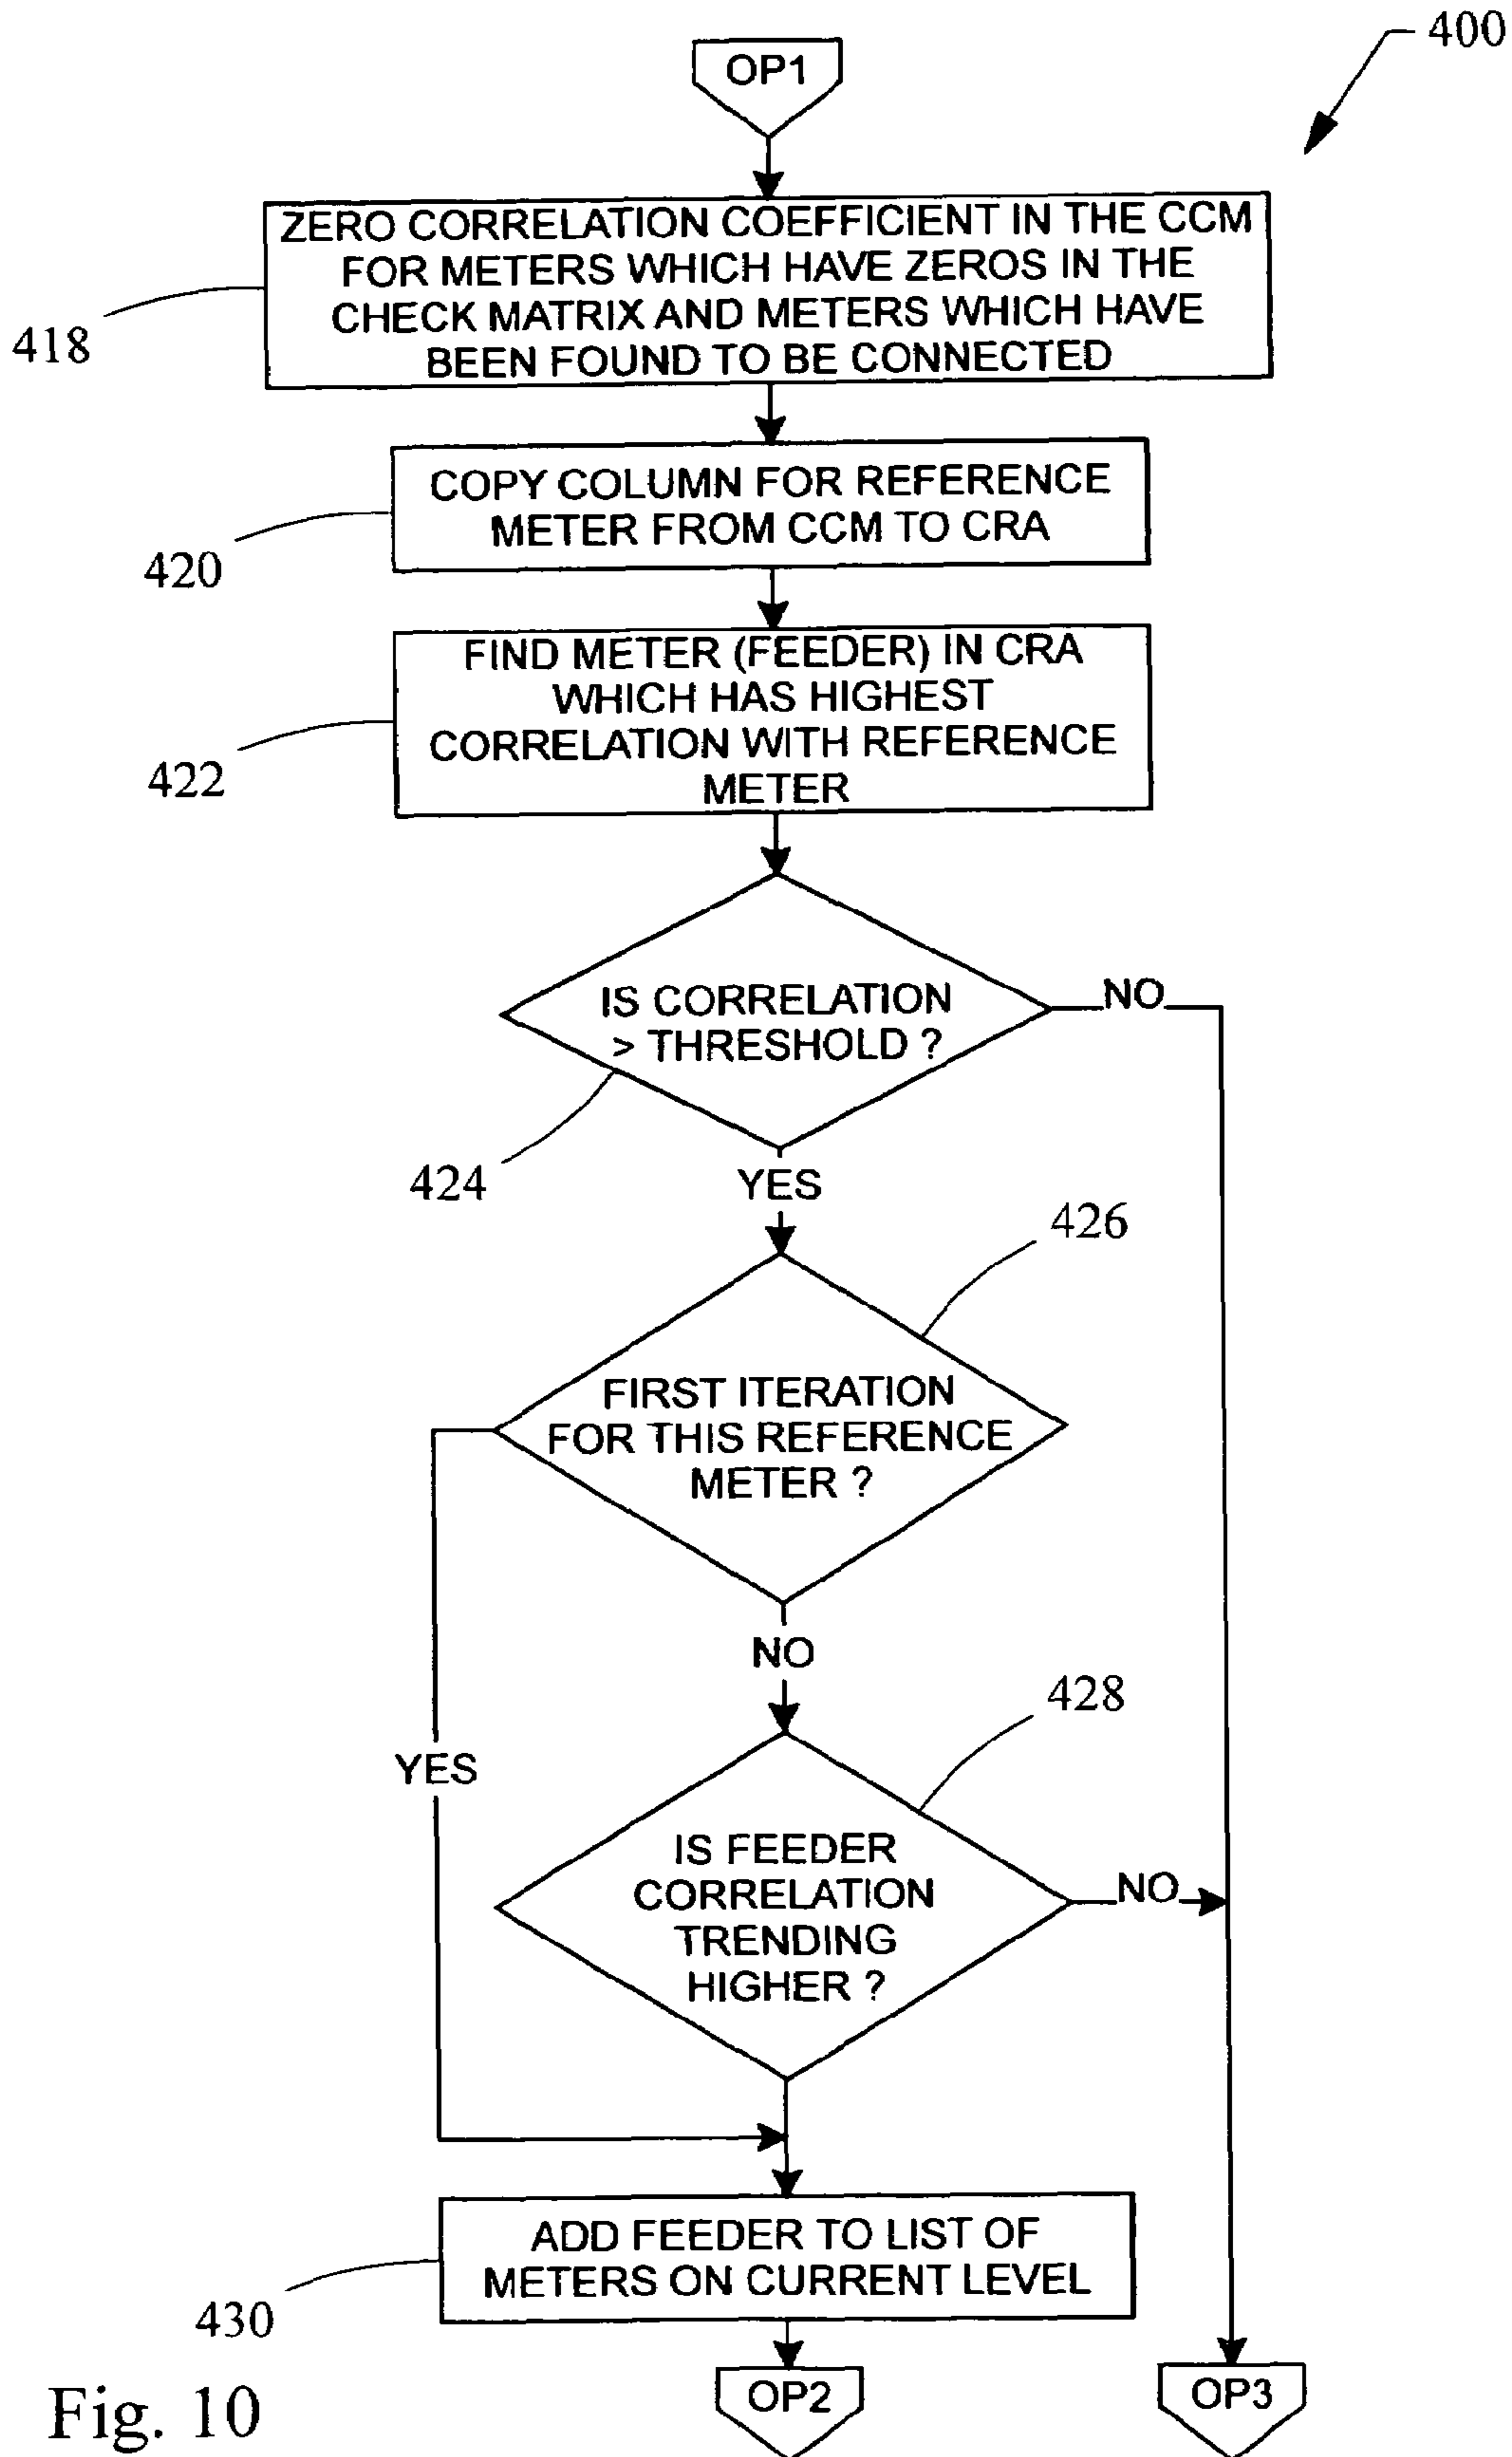 400
OP1
ZERO CORRELATION COEFFICIENT IN THE CCM
FOR METERS WHICH HAVE ZEROS IN THE
CHECK MATRIX AND METERS WHICH HAVE
BEEN FOUND TO BE CONNECTED
418
COPY COLUMN FOR REFERENCE
METER FROM CCM TO CRA
420
FIND METER (FEEDER) IN CRA
WHICH HAS HIGHEST
CORRELATION WITH REFERENCE
METER
422
IS CORRELATION
> THRESHOLD ?
NO
424
YES
426
FIRST ITERATION
FOR THIS REFERENCE
METER ?
NO
428
YES
IS FEEDER
CORRELATION
TRENDING
HIGHER ?
NO
ADD FEEDER TO LIST OF
METERS ON CURRENT LEVEL
430
OP2
OP3
Fig. 10